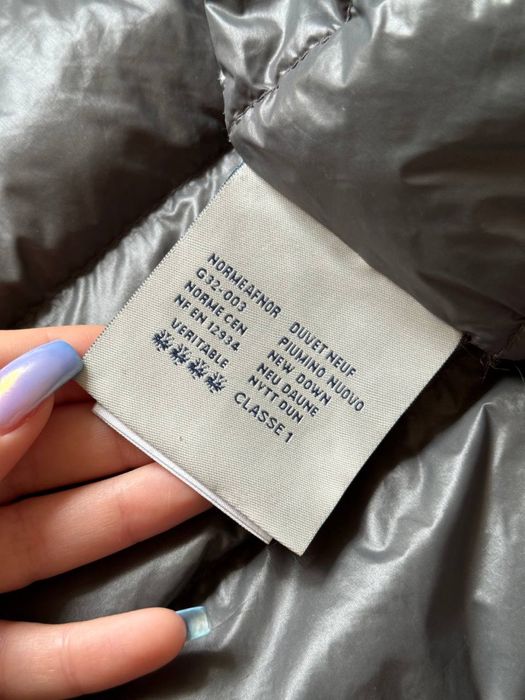 NORMEAFNOR
G32-003
NORME CEN
NF EN 12934
VERITABLE
DUVET NEUF
PIUMINO NUOVO
NEW DOWN
NEU DAUNE
NVTT DUN
CLASSE 1